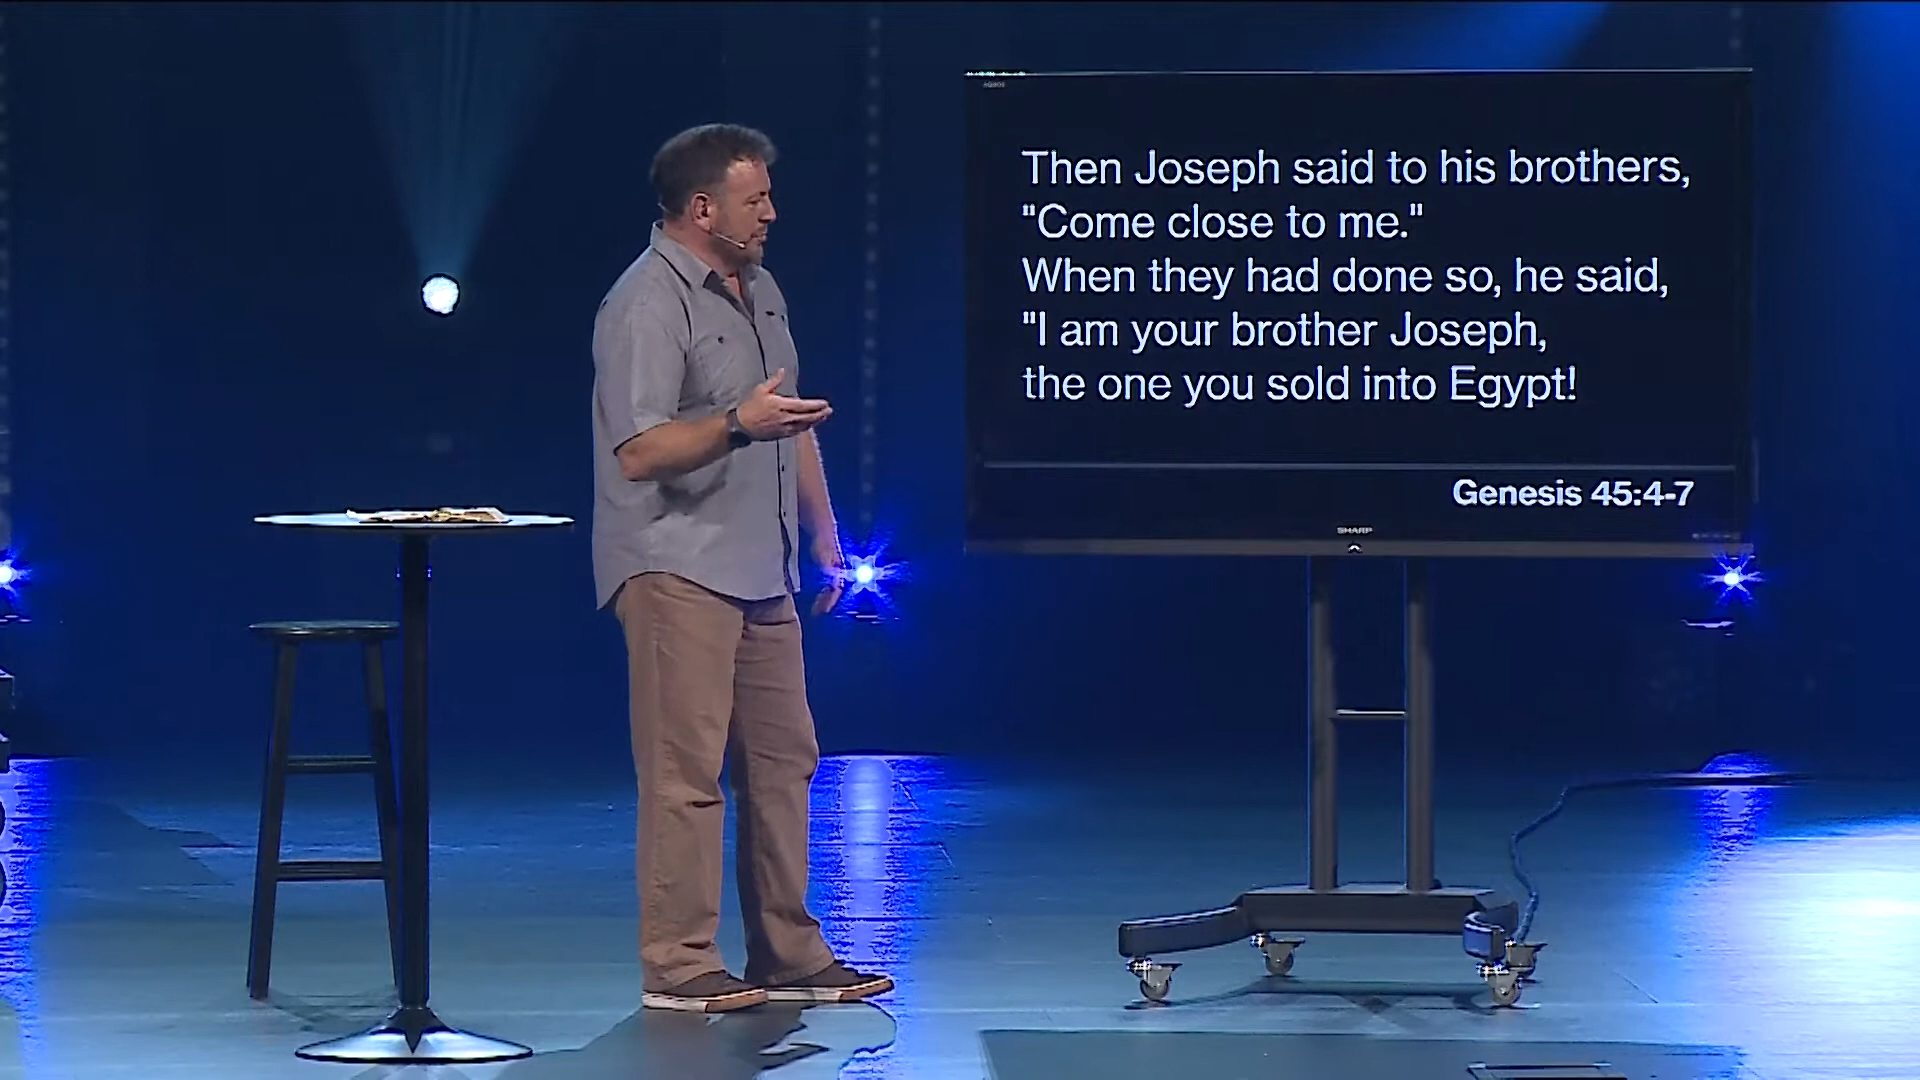 Then Joseph said to his brothers,
"Come close to me."
When they had done so, he said,
"I am your brother Joseph,
the one you sold into Egypt!
Genesis 45:4-7
SHARP